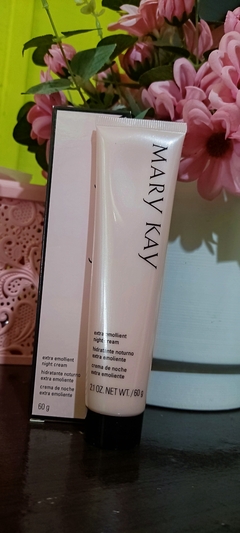 MARY KAY
extra emollient
night cream
hidratante noturno
extra emoliente
crema de noche
extra emoliente
2.1 OZ. NET WT. / 60 g
extra emollient
night cream
hidratante noturno
extra emoliente
crema de noche
extra emoliente
60 g